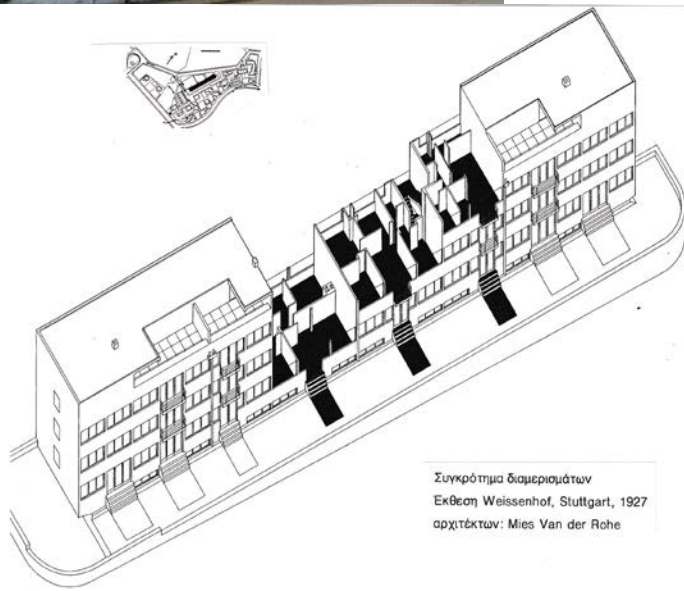 Συγκρότημα διαμερισμάτων
Έκθεση Weissenhof, Stuttgart, 1927
αρχιτέκτων: Mies Van der Rohe